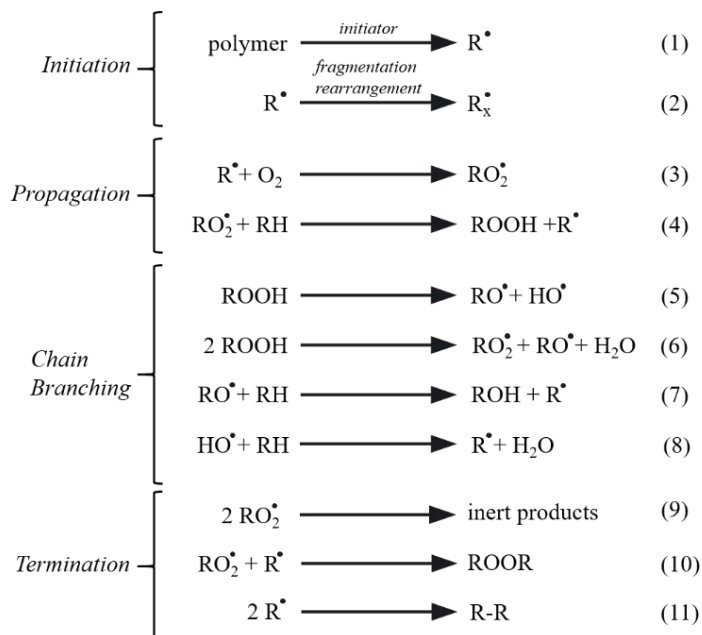 Initiation
polymer initiator R• (1)
R• fragmentation rearrangement Rₓ• (2)
Propagation
R• + O₂ RO₂• (3)
RO₂• + RH ROOH +R• (4)
Chain Branching
ROOH RO• + HO• (5)
2 ROOH RO₂• + RO• + H₂O (6)
RO• + RH ROH + R• (7)
HO• + RH R• + H₂O (8)
Termination
2 RO₂• inert products (9)
RO₂• + R• ROOR (10)
2 R• R-R (11)